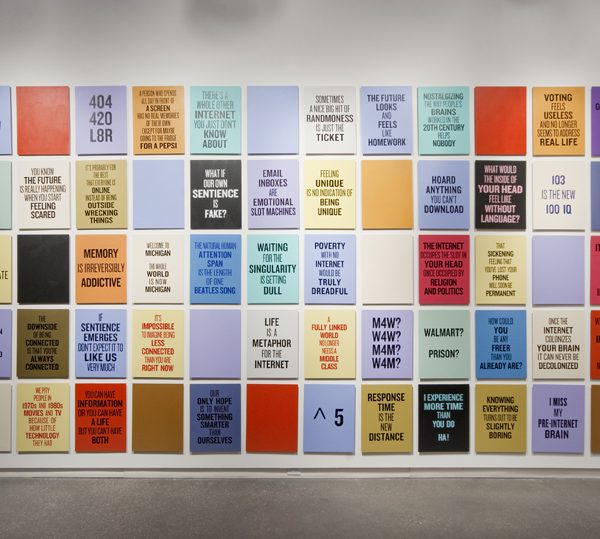 404
420
L8R
A PERSON WHO SPENDS
ALL DAY IN FRONT OF
A SCREEN
HAS NO REAL MEMORIES
OF THEIR OWN
EXCEPT FOR MAYBE
GOING TO THE FRIDGE
FOR A PEPSI
THERE'S A
WHOLE OTHER
INTERNET
YOU JUST DON'T
KNOW
ABOUT
SOMETIMES
A NICE BIG HIT OF
RANDOMNESS
IS JUST THE
TICKET
THE FUTURE
LOOKS
AND
FEELS
LIKE
HOMEWORK
NOSTALGIZING
THE WAY PEOPLE'S
BRAINS
WORKED IN THE
20TH CENTURY
HELPS
NOBODY
VOTING
FEELS
USELESS
AND NO LONGER
SEEMS TO ADDRESS
REAL LIFE
YOU KNOW
THE FUTURE
IS REALLY HAPPENING
WHEN YOU START
FEELING
SCARED
IT'S PROBABLY FOR
THE BEST
THAT EVERYONE IS
ONLINE
INSTEAD OF BEING
OUTSIDE
WRECKING
THINGS
WHAT IF
OUR OWN
SENTIENCE
IS
FAKE?
EMAIL
INBOXES
ARE
EMOTIONAL
SLOT MACHINES
FEELING
UNIQUE
IS NO INDICATION OF
BEING
UNIQUE
HOARD
ANYTHING
YOU CAN'T
DOWNLOAD
WHAT WOULD
THE INSIDE OF
YOUR HEAD
FEEL LIKE
WITHOUT
LANGUAGE?
103
IS THE NEW
100 IQ
ATE
MEMORY
IS IRREVERSIBLY
ADDICTIVE
WELCOME TO
MICHIGAN
THE WHOLE
WORLD
IS NOW
MICHIGAN
THE NATURAL HUMAN
ATTENTION
SPAN
IS THE LENGTH
OF ONE
BEATLES SONG
WAITING
FOR THE
SINGULARITY
IS GETTING
DULL
POVERTY
WITH NO
INTERNET
WOULD BE
TRULY
DREADFUL
THE INTERNET
OCCUPIES THE SLOT IN
YOUR HEAD
ONCE OCCUPIED BY
RELIGION
AND POLITICS
THAT
SICKENING
FEELING THAT
YOU'VE LOST YOUR
PHONE
WILL SOON BE
PERMANENT
THE
DOWNSIDE
OF BEING
CONNECTED
IS THAT YOU'RE
ALWAYS
CONNECTED
IF
SENTIENCE
EMERGES
DON'T EXPECT IT TO
LIKE US
VERY MUCH
IT'S
IMPOSSIBLE
TO IMAGINE BEING
LESS
CONNECTED
THAN YOU ARE
RIGHT NOW
LIFE
IS A
METAPHOR
FOR THE
INTERNET
A
FULLY LINKED
WORLD
NO LONGER
NEEDS A
MIDDLE
CLASS
M4W?
W4W?
M4M?
W4M?
WALMART?
PRISON?
HOW COULD
YOU
BE ANY
FREER
THAN YOU
ALREADY ARE?
ONCE THE
INTERNET
COLONIZES
YOUR BRAIN
IT CAN NEVER BE
DECOLONIZED
WE PITY
PEOPLE IN
1970s AND 1980s
MOVIES AND TV
BECAUSE OF
HOW LITTLE
TECHNOLOGY
THEY HAD
YOU CAN HAVE
INFORMATION
OR YOU CAN HAVE
A LIFE
BUT YOU CAN'T HAVE
BOTH
OUR
ONLY HOPE
IS TO INVENT
SOMETHING
SMARTER
THAN
OURSELVES
^ 5
RESPONSE
TIME
IS THE
NEW
DISTANCE
I EXPERIENCE
MORE TIME
THAN
YOU DO
HA!
KNOWING
EVERYTHING
TURNS OUT TO BE
SLIGHTLY
BORING
I MISS
MY
PRE-INTERNET
BRAIN